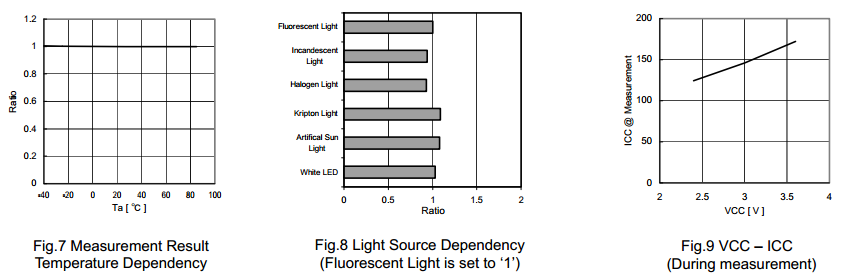 1.2
1
0.8
0.6
0.4
0.2
0
Ratio
-40 -20 0 20 40 60 80 100
Ta [ °C ]
Fig.7 Measurement Result
Temperature Dependency
Fluorescent Light
Incandescent
Light
Halogen Light
Kripton Light
Artifical Sun
Light
White LED
0 0.5 1 1.5 2
Ratio
Fig.8 Light Source Dependency
(Fluorescent Light is set to ‘1’)
200
150
100
50
0
ICC @ Measurement
2 2.5 3 3.5 4
VCC [ V ]
Fig.9 VCC – ICC
(During measurement)